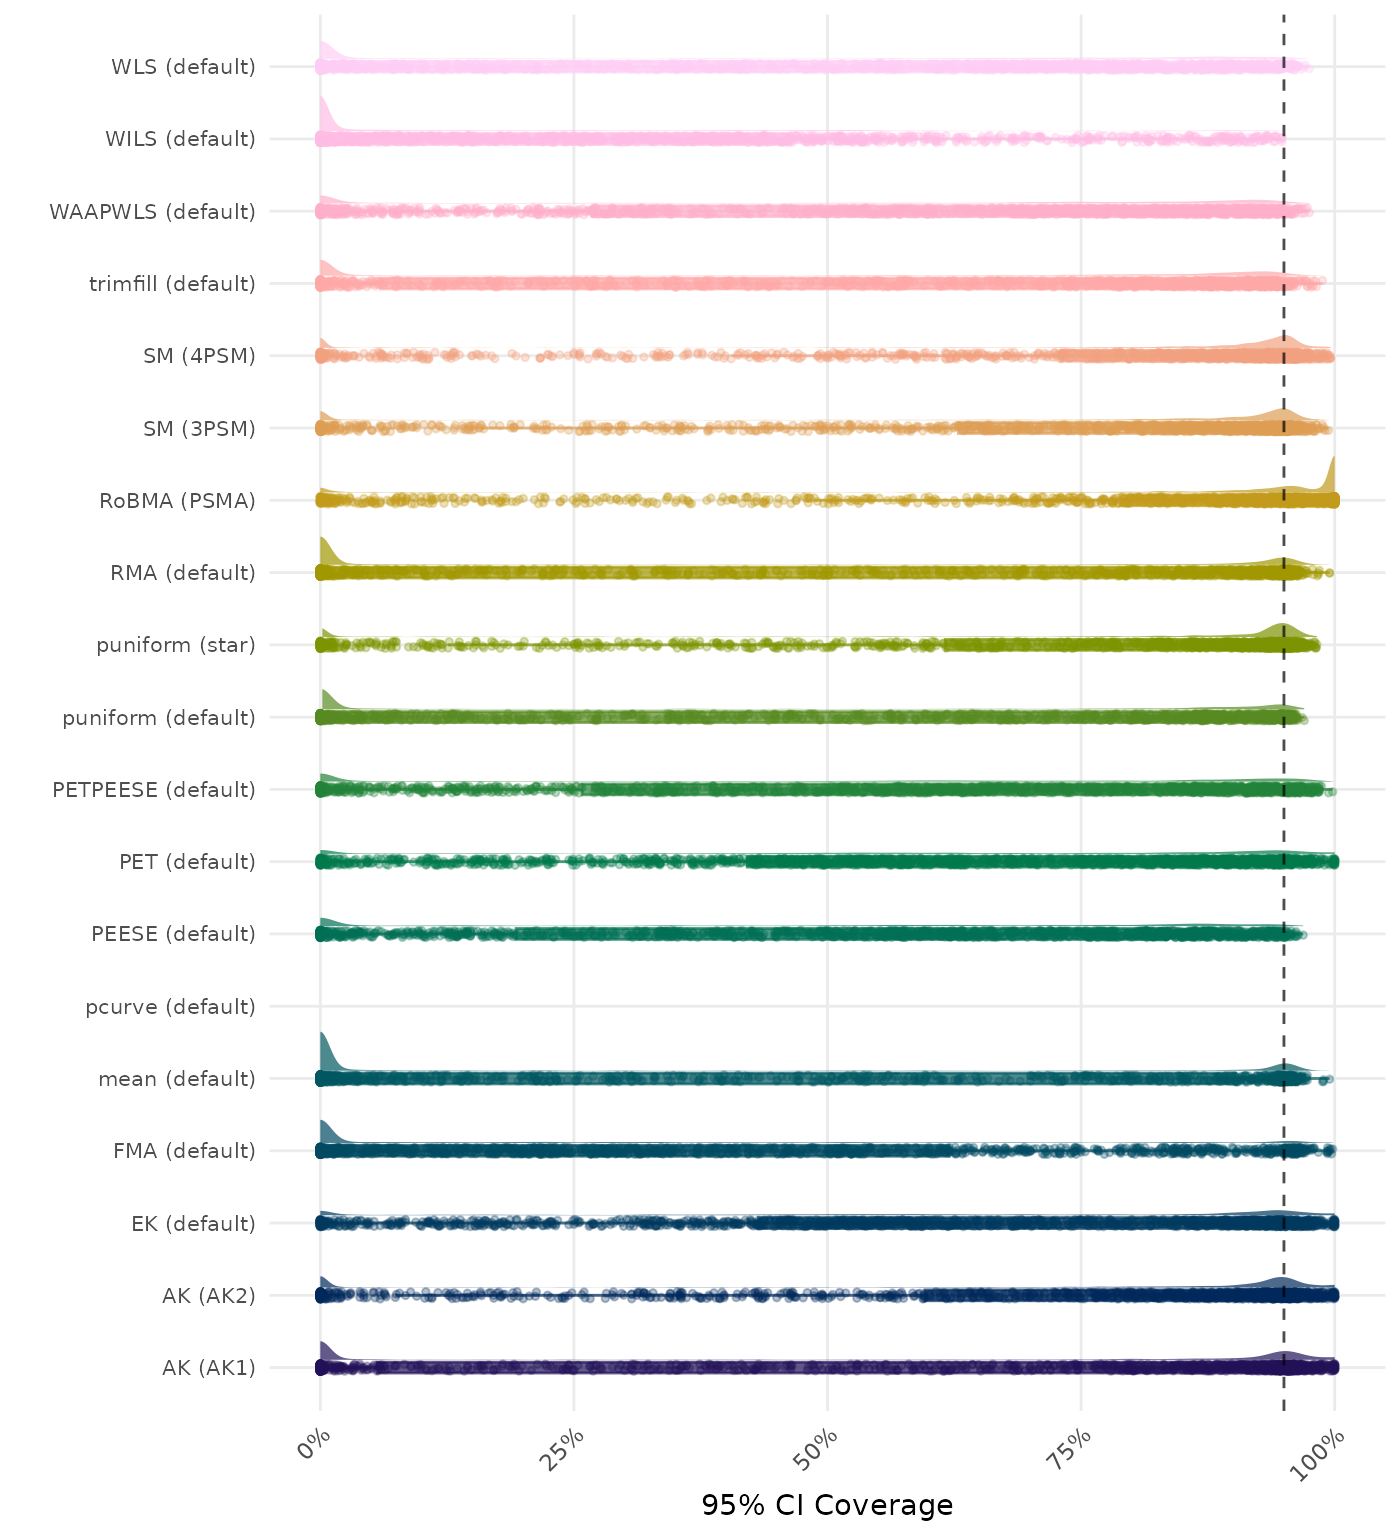 WLS (default)
WILS (default)
WAAPWLS (default)
trimfill (default)
SM (4PSM)
SM (3PSM)
RoBMA (PSMA)
RMA (default)
puniform (star)
puniform (default)
PETPEESE (default)
PET (default)
PEESE (default)
pcurve (default)
mean (default)
FMA (default)
EK (default)
AK (AK2)
AK (AK1)
0% 25% 50% 75% 100%
95% CI Coverage